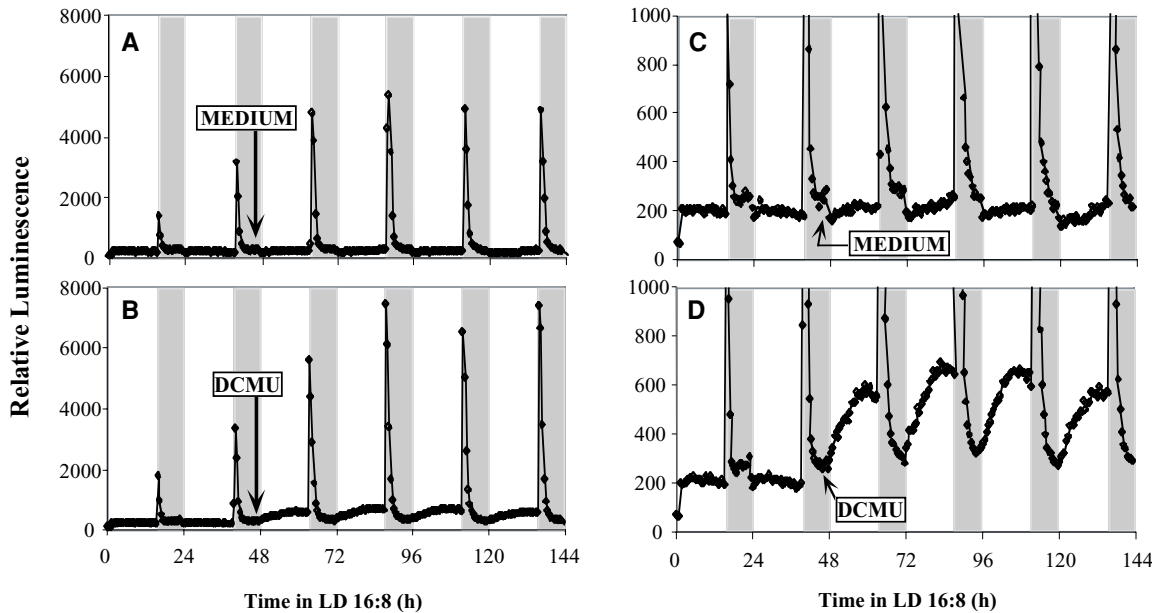 Relative Luminescence
A
8000
6000
4000
2000
0
MEDIUM
B
8000
6000
4000
2000
0
DCMU
0 24 48 72 96 120 144
Time in LD 16:8 (h)
C
1000
800
600
400
200
0
MEDIUM
D
1000
800
600
400
200
0
DCMU
0 24 48 72 96 120 144
Time in LD 16:8 (h)